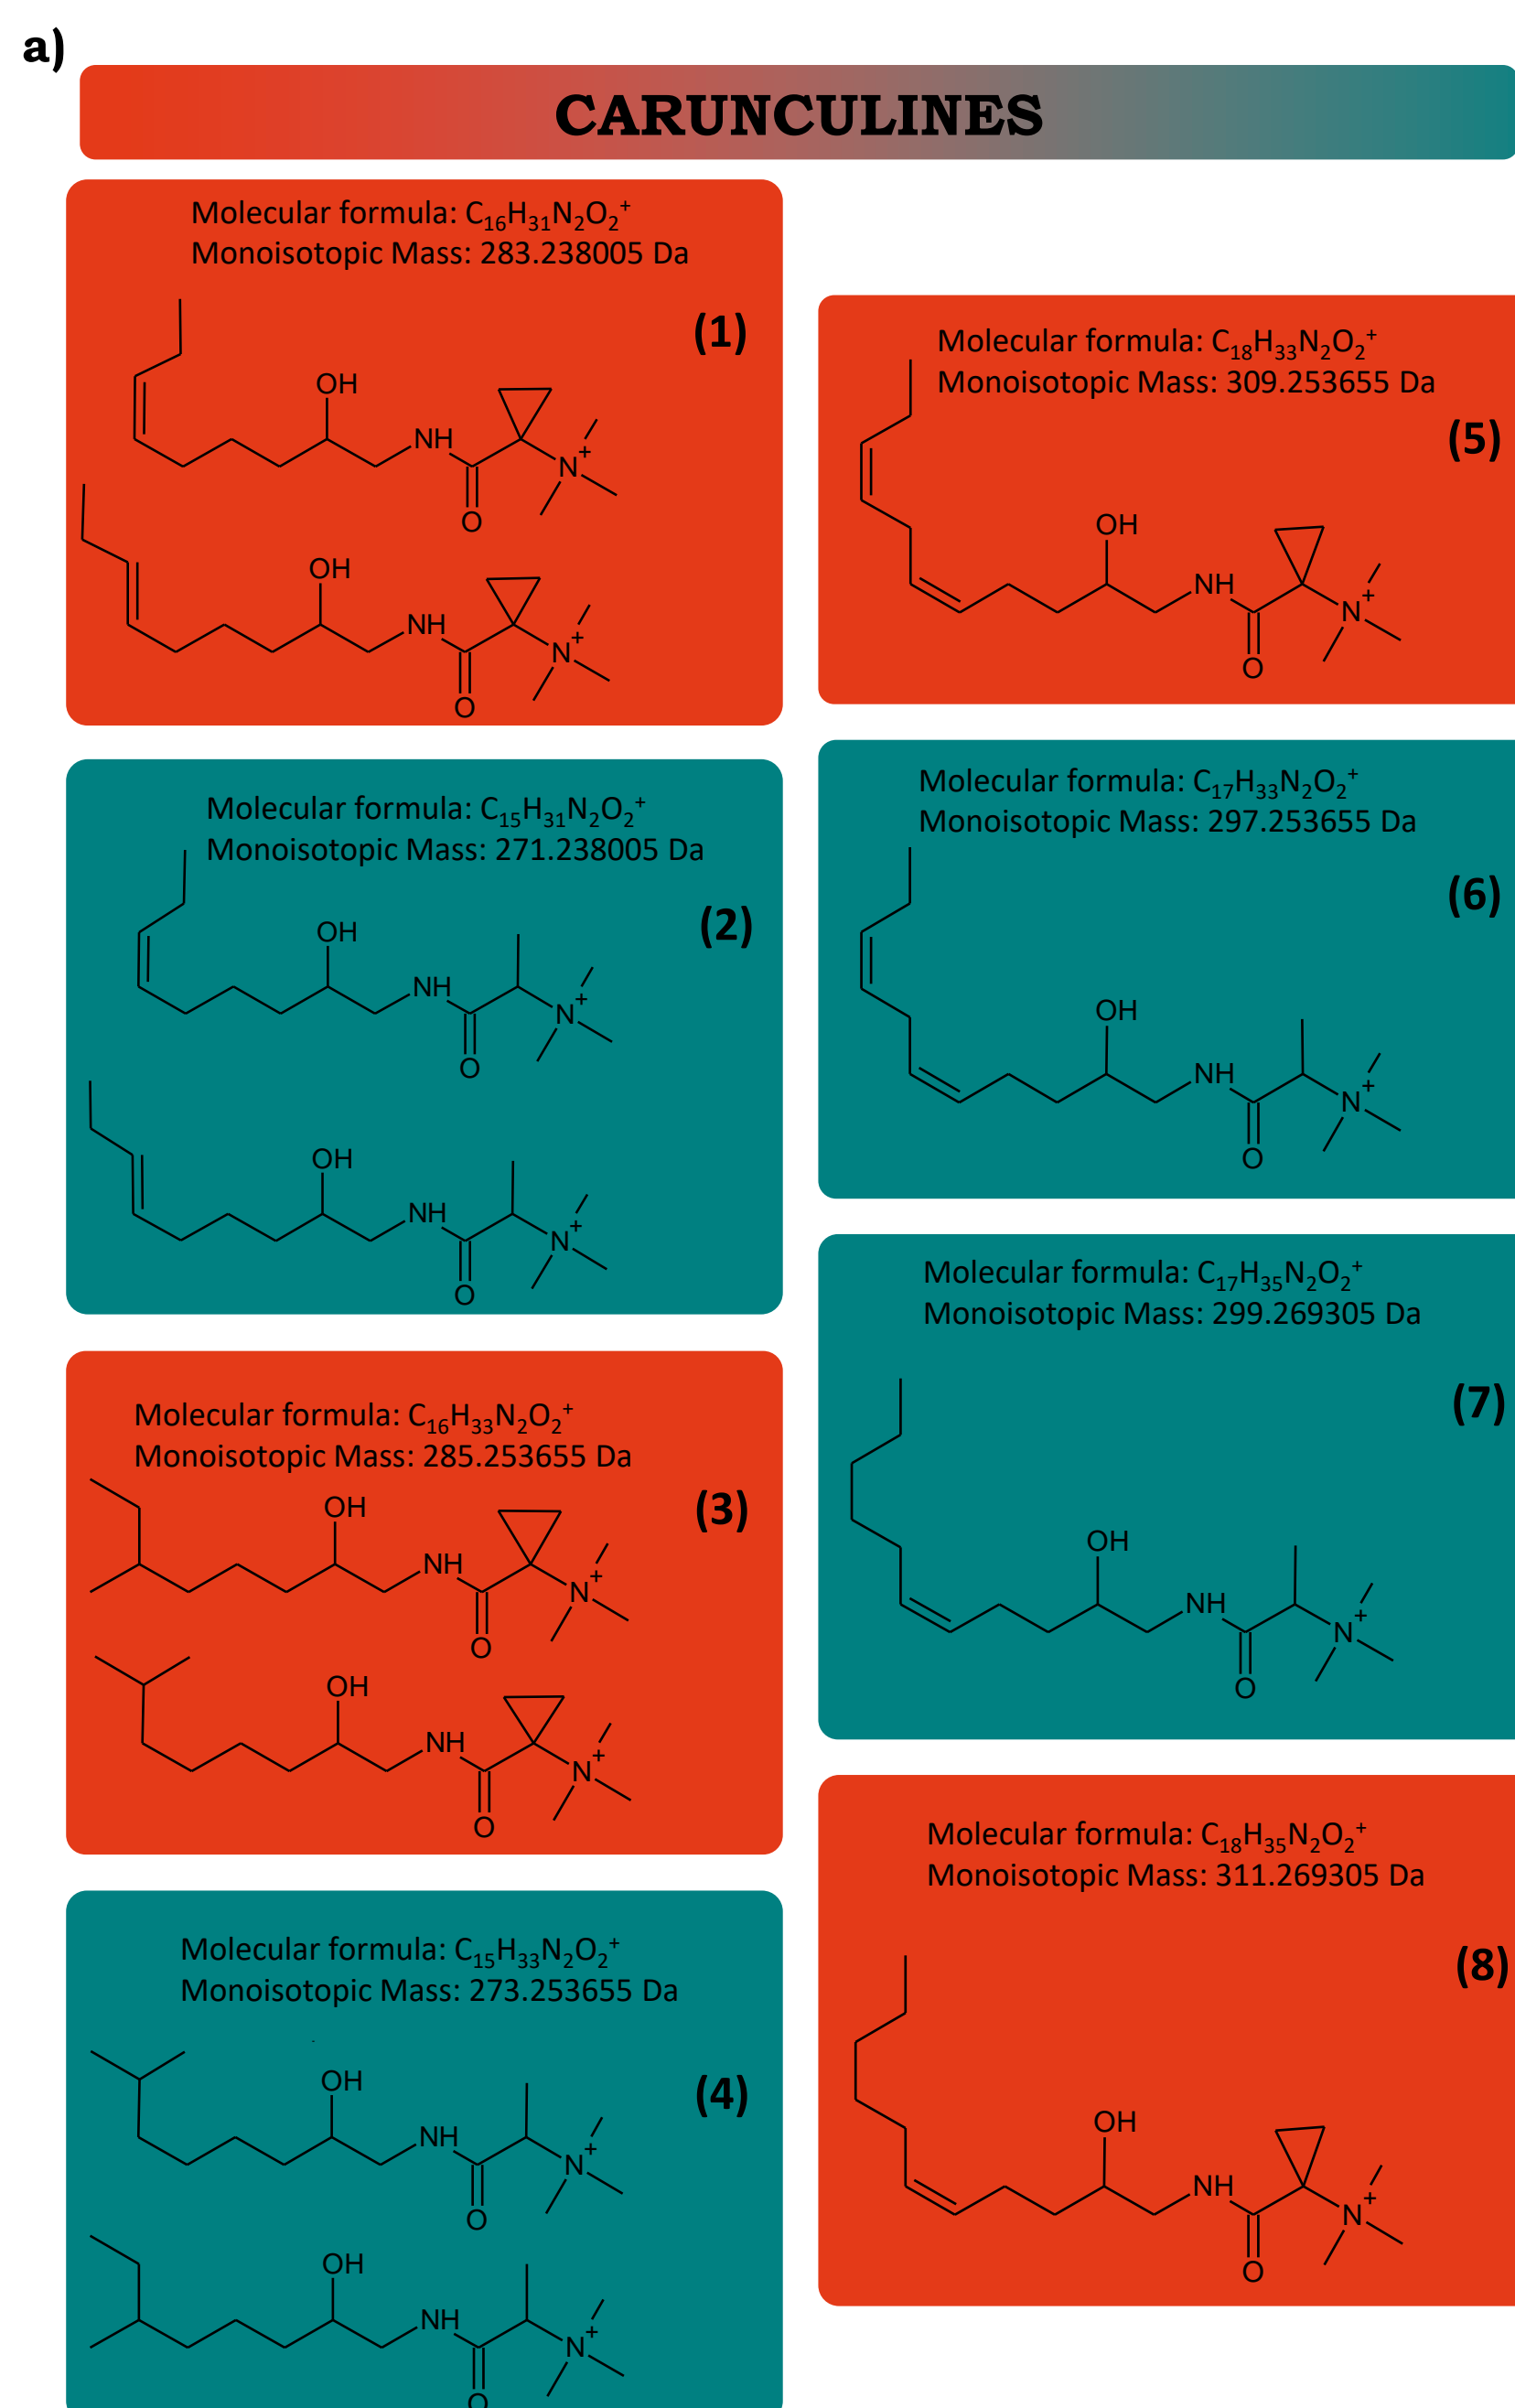 a)
CARUNCULINES
Molecular formula: C₁₆H₃₁N₂O₂⁺
Monoisotopic Mass: 283.238005 Da
(1)
OH
NH
N⁺
O
OH
NH
N⁺
O
Molecular formula: C₁₅H₃₁N₂O₂⁺
Monoisotopic Mass: 271.238005 Da
(2)
OH
NH
N⁺
O
OH
NH
N⁺
O
Molecular formula: C₁₆H₃₃N₂O₂⁺
Monoisotopic Mass: 285.253655 Da
(3)
OH
NH
N⁺
O
OH
NH
N⁺
O
Molecular formula: C₁₅H₃₃N₂O₂⁺
Monoisotopic Mass: 273.253655 Da
(4)
OH
NH
N⁺
O
OH
NH
N⁺
O
Molecular formula: C₁₈H₃₃N₂O₂⁺
Monoisotopic Mass: 309.253655 Da
(5)
OH
NH
N⁺
O
Molecular formula: C₁₇H₃₃N₂O₂⁺
Monoisotopic Mass: 297.253655 Da
(6)
OH
NH
N⁺
O
Molecular formula: C₁₇H₃₅N₂O₂⁺
Monoisotopic Mass: 299.269305 Da
(7)
OH
NH
N⁺
O
Molecular formula: C₁₈H₃₅N₂O₂⁺
Monoisotopic Mass: 311.269305 Da
(8)
OH
NH
N⁺
O